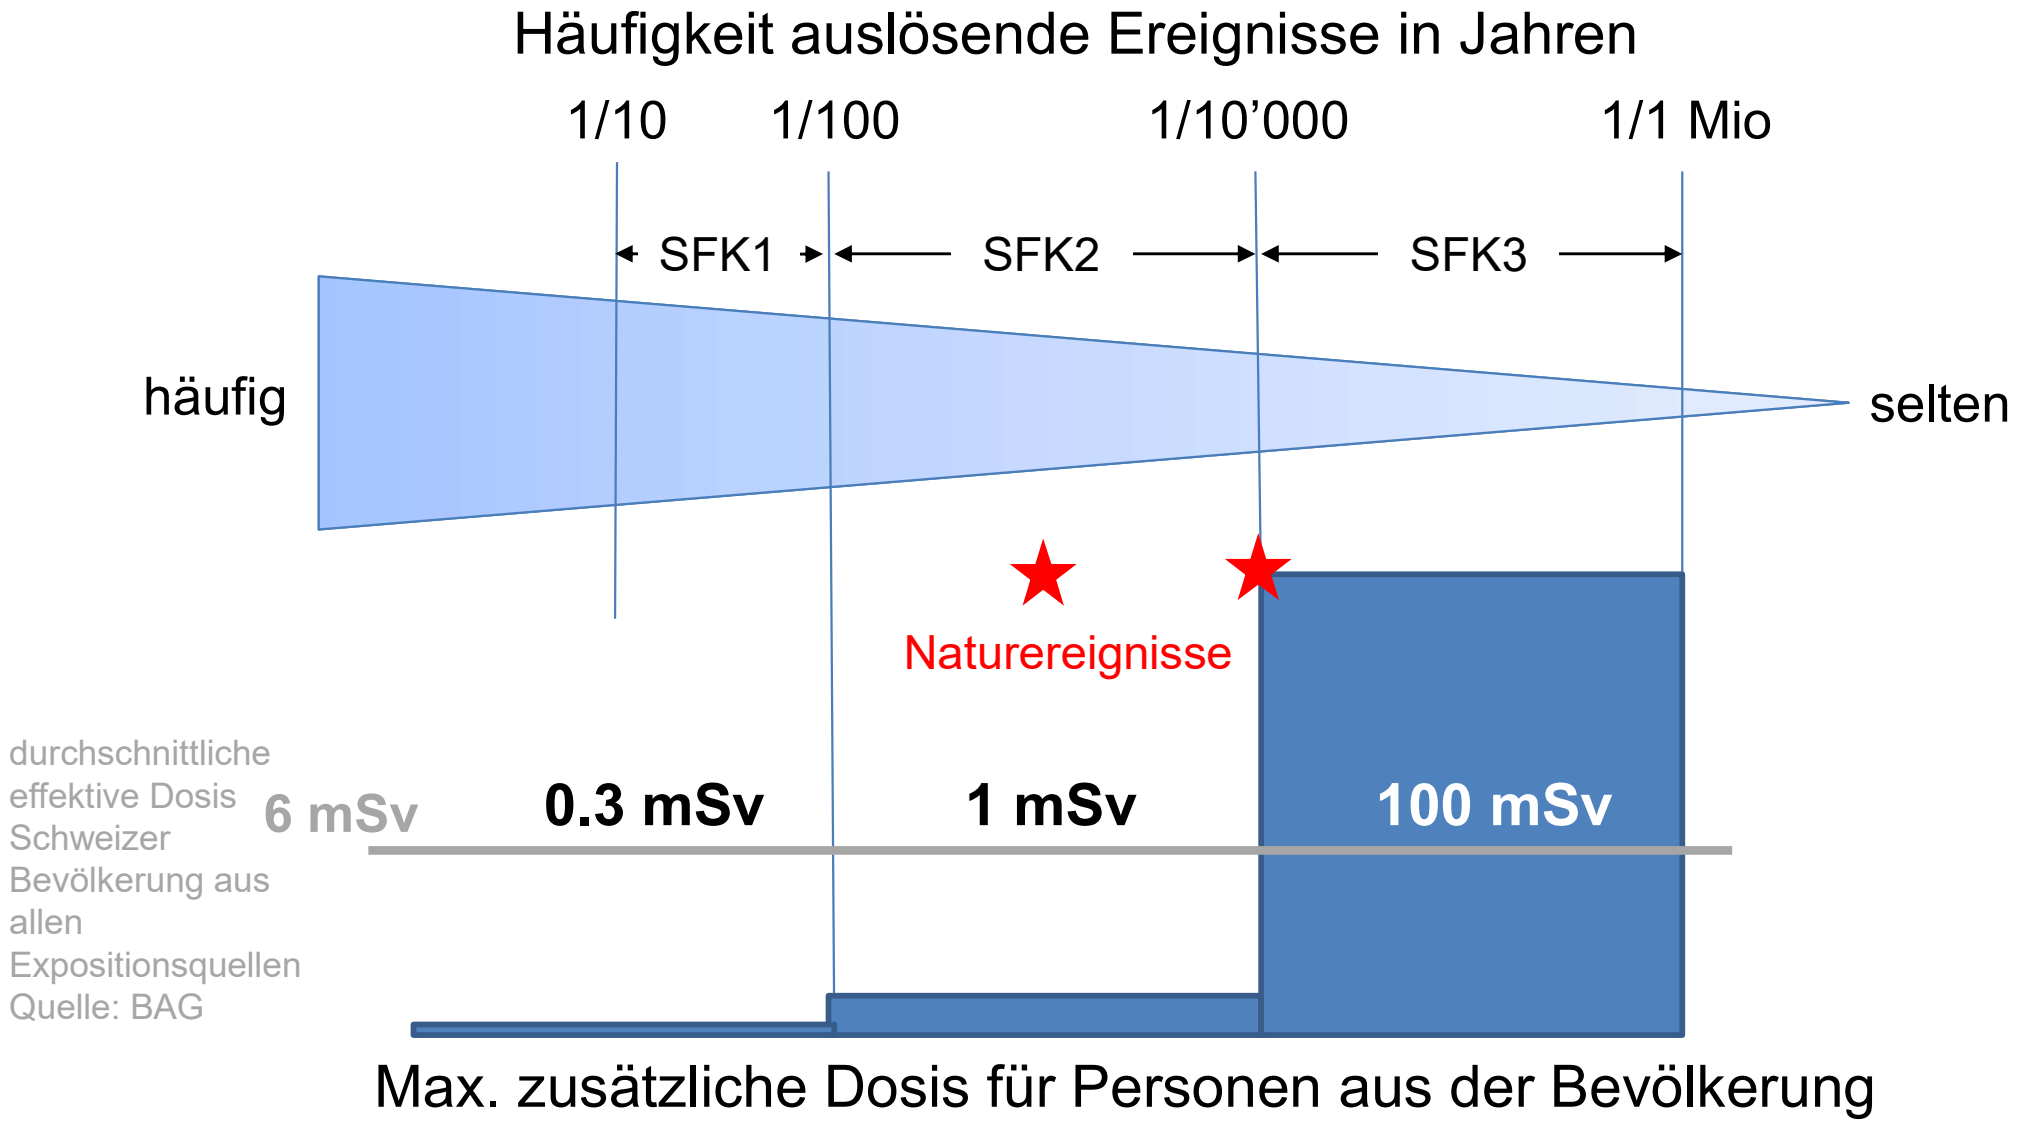 Häufigkeit auslösende Ereignisse in Jahren
1/10 1/100 1/10’000 1/1 Mio
SFK1 SFK2 SFK3
häufig selten
Naturereignisse
durchschnittliche
effektive Dosis
Schweizer
Bevölkerung aus
allen
Expositionsquellen
Quelle: BAG
6 mSv 0.3 mSv 1 mSv 100 mSv
Max. zusätzliche Dosis für Personen aus der Bevölkerung